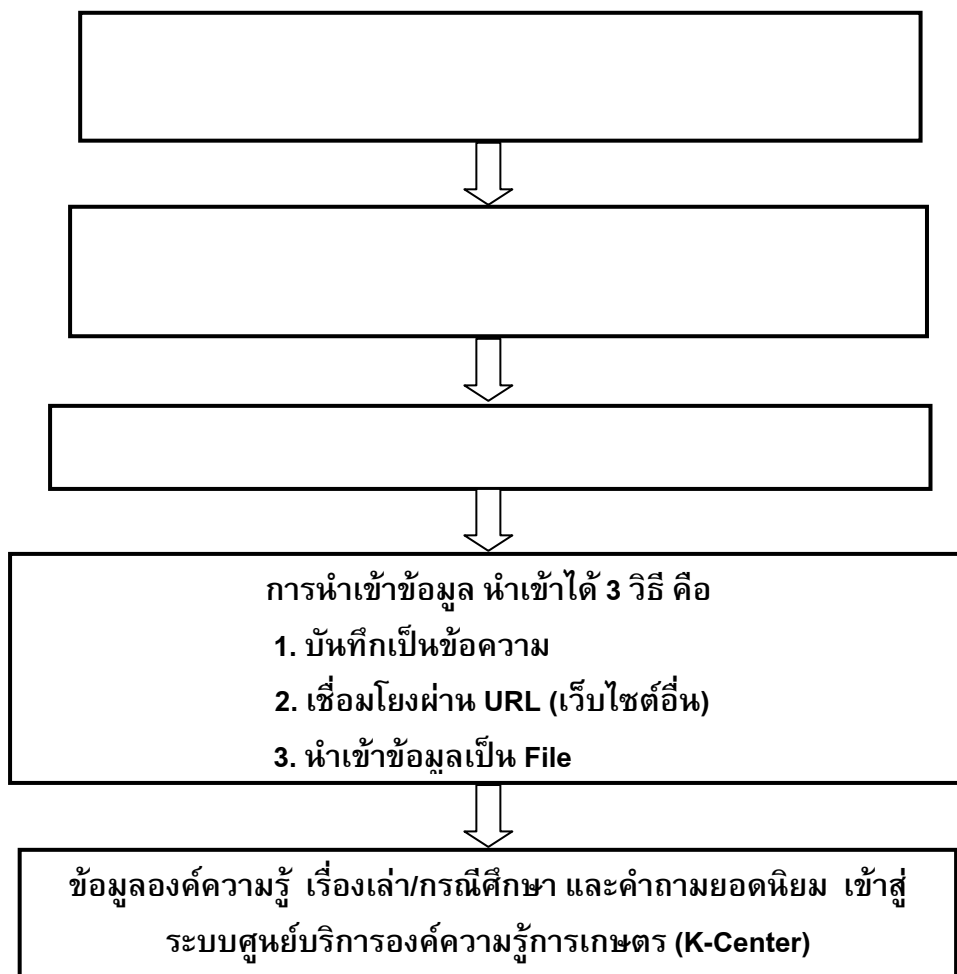 การนำเข้าข้อมูล นำเข้าได้ 3 วิธี คือ
1. บันทึกเป็นข้อความ
2. เชื่อมโยงผ่าน URL (เว็บไซต์อื่น)
3. นำเข้าข้อมูลเป็น File
ข้อมูลองค์ความรู้ เรื่องเล่า/กรณีศึกษา และคำถามยอดนิยม เข้าสู่
ระบบศูนย์บริการองค์ความรู้การเกษตร (K-Center)